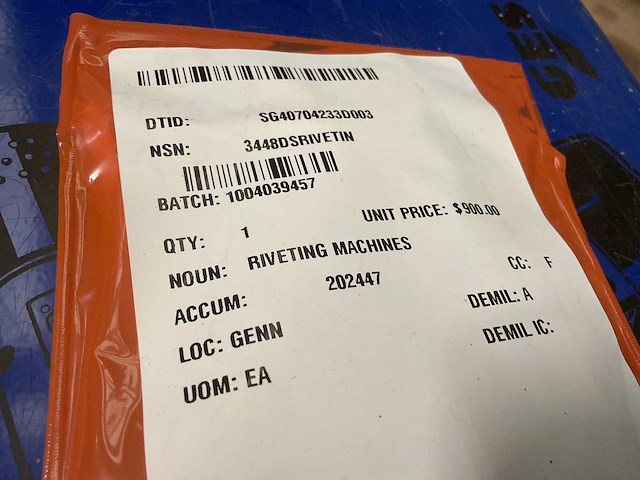 DTID: SG40704233D003
NSN: 3448DSRIVETIN
BATCH: 1004039457
UNIT PRICE: $900.00
QTY: 1
NOUN: RIVETING MACHINES
CC: F
ACCUM: 202447
DEMIL: A
LOC: GENN
DEMIL IC:
UOM: EA
GES